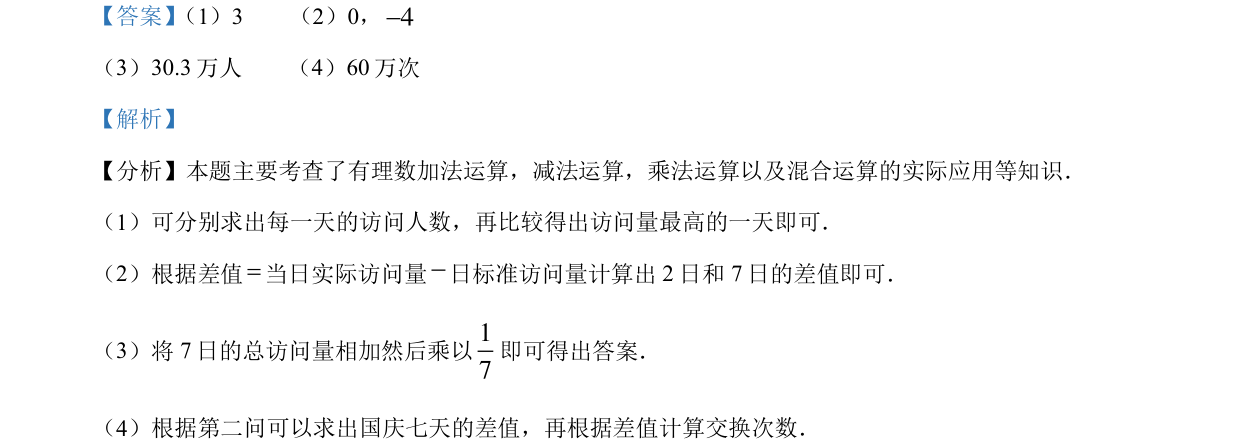 【答案】（1）3 （2）0，–4
（3）30.3 万人 （4）60 万次
【解析】
【分析】本题主要考查了有理数加法运算，减法运算，乘法运算以及混合运算的实际应用等知识．
（1）可分别求出每一天的访问人数，再比较得出访问量最高的一天即可．
（2）根据差值=当日实际访问量−日标准访问量计算出 2 日和 7 日的差值即可．
（3）将 7 日的总访问量相加然后乘以 1/7 即可得出答案．
（4）根据第二问可以求出国庆七天的差值，再根据差值计算交换次数．